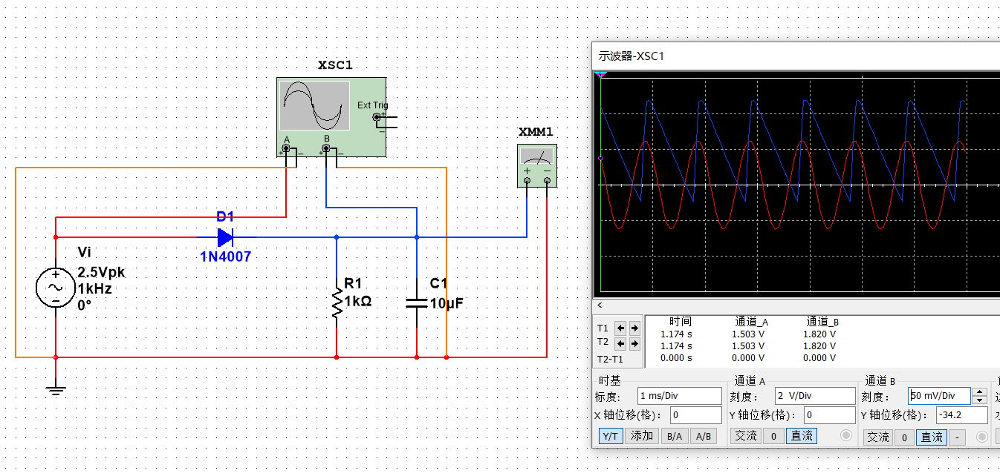 XSC1
Ext Trig
A
B
XMM1
D1
1N4007
Vi
2.5Vpk
1kHz
0°
R1
1kΩ
C1
10µF
示波器-XSC1
时间 通道_A 通道_B
T1 1.174 s 1.503 V 1.820 V
T2 1.174 s 1.503 V 1.820 V
T2-T1 0.000 s 0.000 V 0.000 V
时基 通道 A 通道 B
标度: 1 ms/Div 刻度: 2 V/Div 刻度: 50 mV/Div
X 轴位移(格): 0 Y 轴位移(格): 0 Y 轴位移(格): -34.2
Y/T 添加 B/A A/B 交流 0 直流 交流 0 直流 -